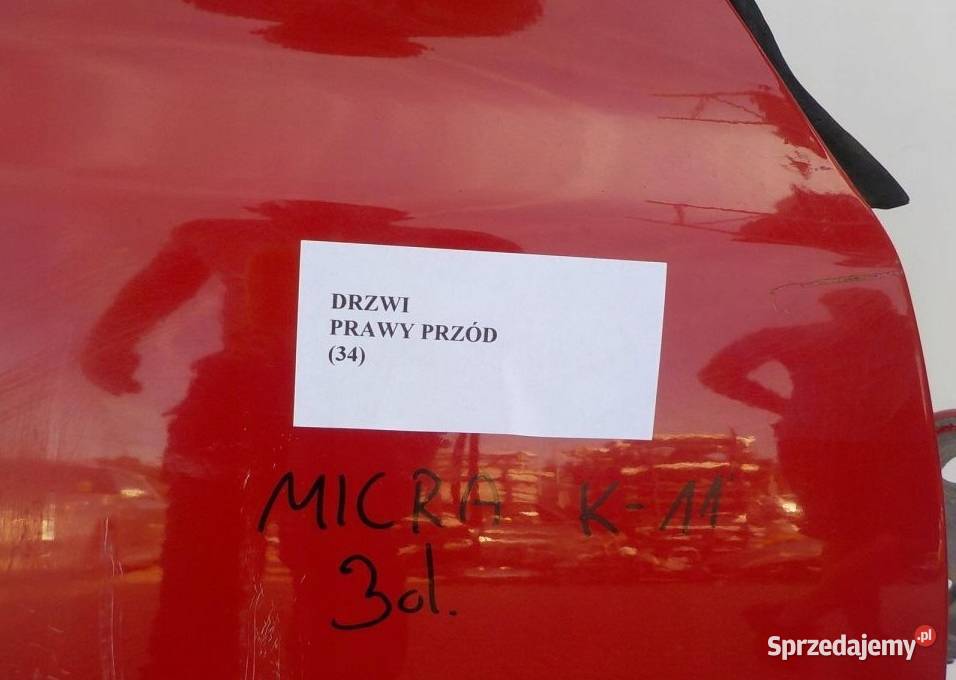 DRZWI
PRAWY PRZÓD
(34)
MICRA K-11
3d.
Sprzedajemy.pl